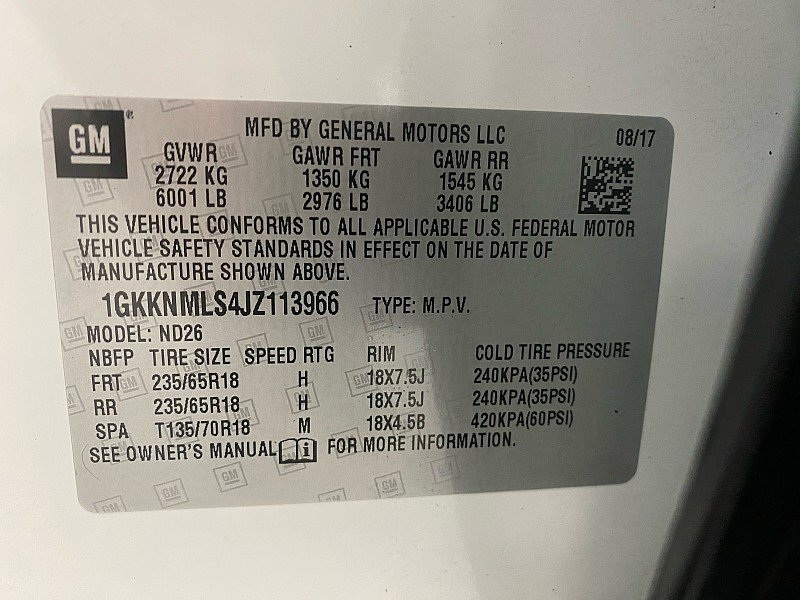 GM
MFD BY GENERAL MOTORS LLC 08/17
GVWR GAWR FRT GAWR RR
2722 KG 1350 KG 1545 KG
6001 LB 2976 LB 3406 LB
THIS VEHICLE CONFORMS TO ALL APPLICABLE U.S. FEDERAL MOTOR
VEHICLE SAFETY STANDARDS IN EFFECT ON THE DATE OF
MANUFACTURE SHOWN ABOVE.
1GKKNMLS4JZ113966 TYPE: M.P.V.
MODEL: ND26
NBFP TIRE SIZE SPEED RTG RIM COLD TIRE PRESSURE
FRT 235/65R18 H 18X7.5J 240KPA(35PSI)
RR 235/65R18 H 18X7.5J 240KPA(35PSI)
SPA T135/70R18 M 18X4.5B 420KPA(60PSI)
SEE OWNER'S MANUAL FOR MORE INFORMATION.